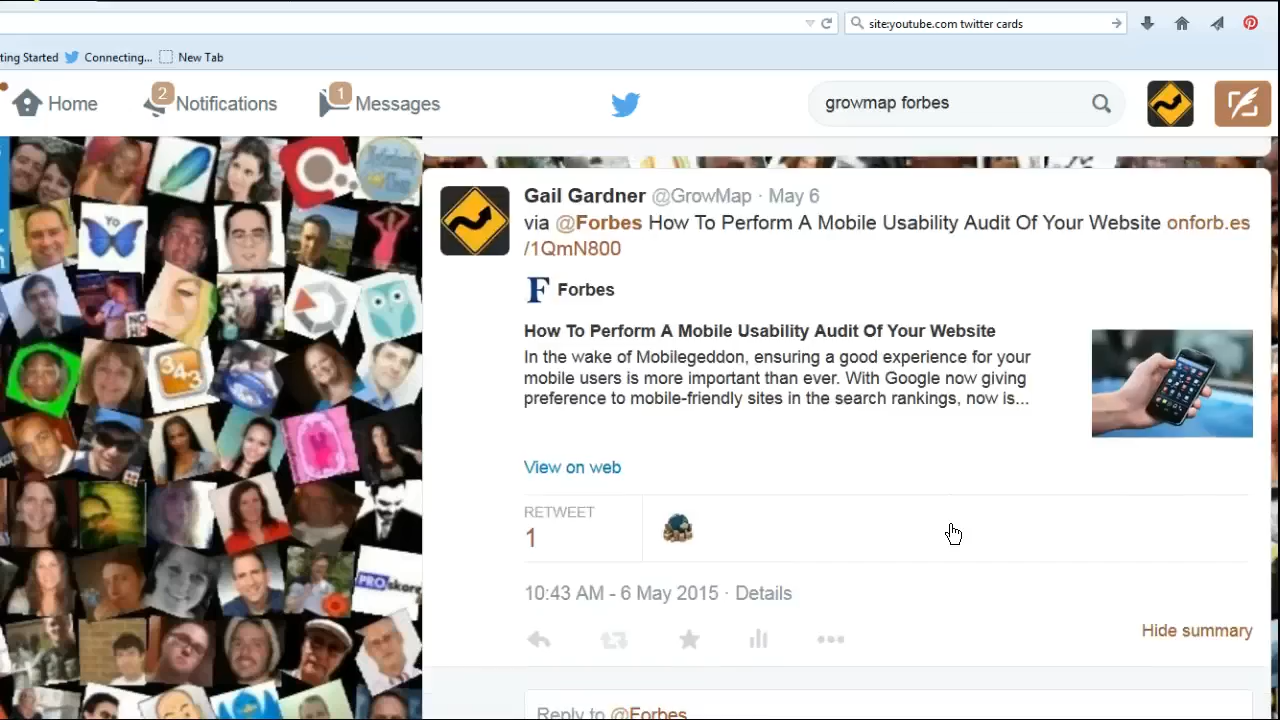 site:youtube.com twitter cards
ting Started Connecting... New Tab
2 1
Home Notifications Messages growmap forbes
Yo
NO
343
PROskore
Gail Gardner @GrowMap · May 6
via @Forbes How To Perform A Mobile Usability Audit Of Your Website onforb.es
/1QmN800
F Forbes
How To Perform A Mobile Usability Audit Of Your Website
In the wake of Mobilegeddon, ensuring a good experience for your
mobile users is more important than ever. With Google now giving
preference to mobile-friendly sites in the search rankings, now is...
View on web
RETWEET
1
10:43 AM - 6 May 2015 · Details
Hide summary
Reply to @Forbes